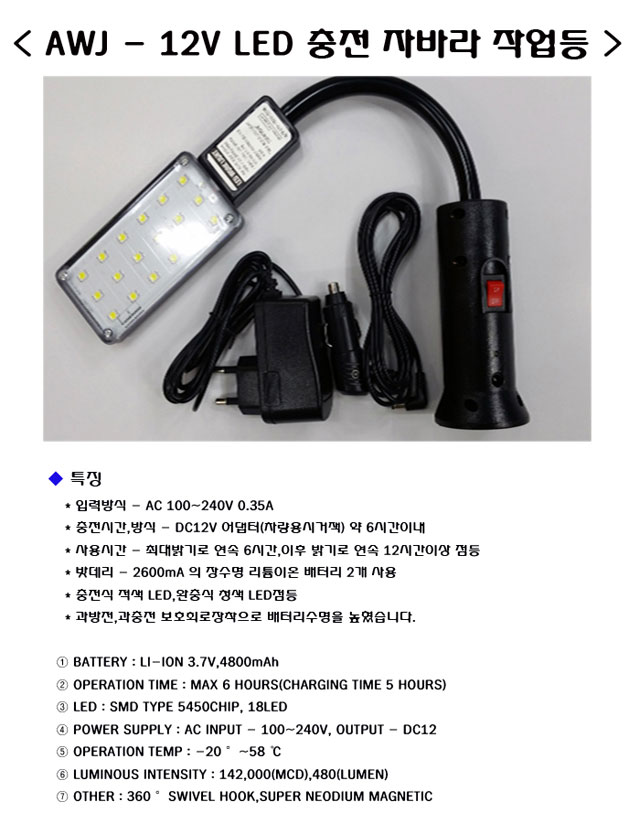 < AWJ - 12V LED 충전 자바라 작업등 >
◆ 특징
* 입력방식 - AC 100~240V 0.35A
* 충전시간,방식 - DC12V 어댑터(차량용시거잭) 약 6시간이내
* 사용시간 - 최대밝기로 연속 6시간,이후 밝기로 연속 12시간이상 점등
* 밧데리 - 2600mA 의 장수명 리튬이온 배터리 2개 사용
* 충전식 적색 LED,완충식 청색 LED점등
* 과방전,과충전 보호회로장착으로 배터리수명을 높혔습니다.
① BATTERY : LI-ION 3.7V,4800mAh
② OPERATION TIME : MAX 6 HOURS(CHARGING TIME 5 HOURS)
③ LED : SMD TYPE 5450CHIP, 18LED
④ POWER SUPPLY : AC INPUT - 100~240V, OUTPUT - DC12
⑤ OPERATION TEMP : -20 ° ~58 ℃
⑥ LUMINOUS INTENSITY : 142,000(MCD),480(LUMEN)
⑦ OTHER : 360 ° SWIVEL HOOK,SUPER NEODIUM MAGNETIC